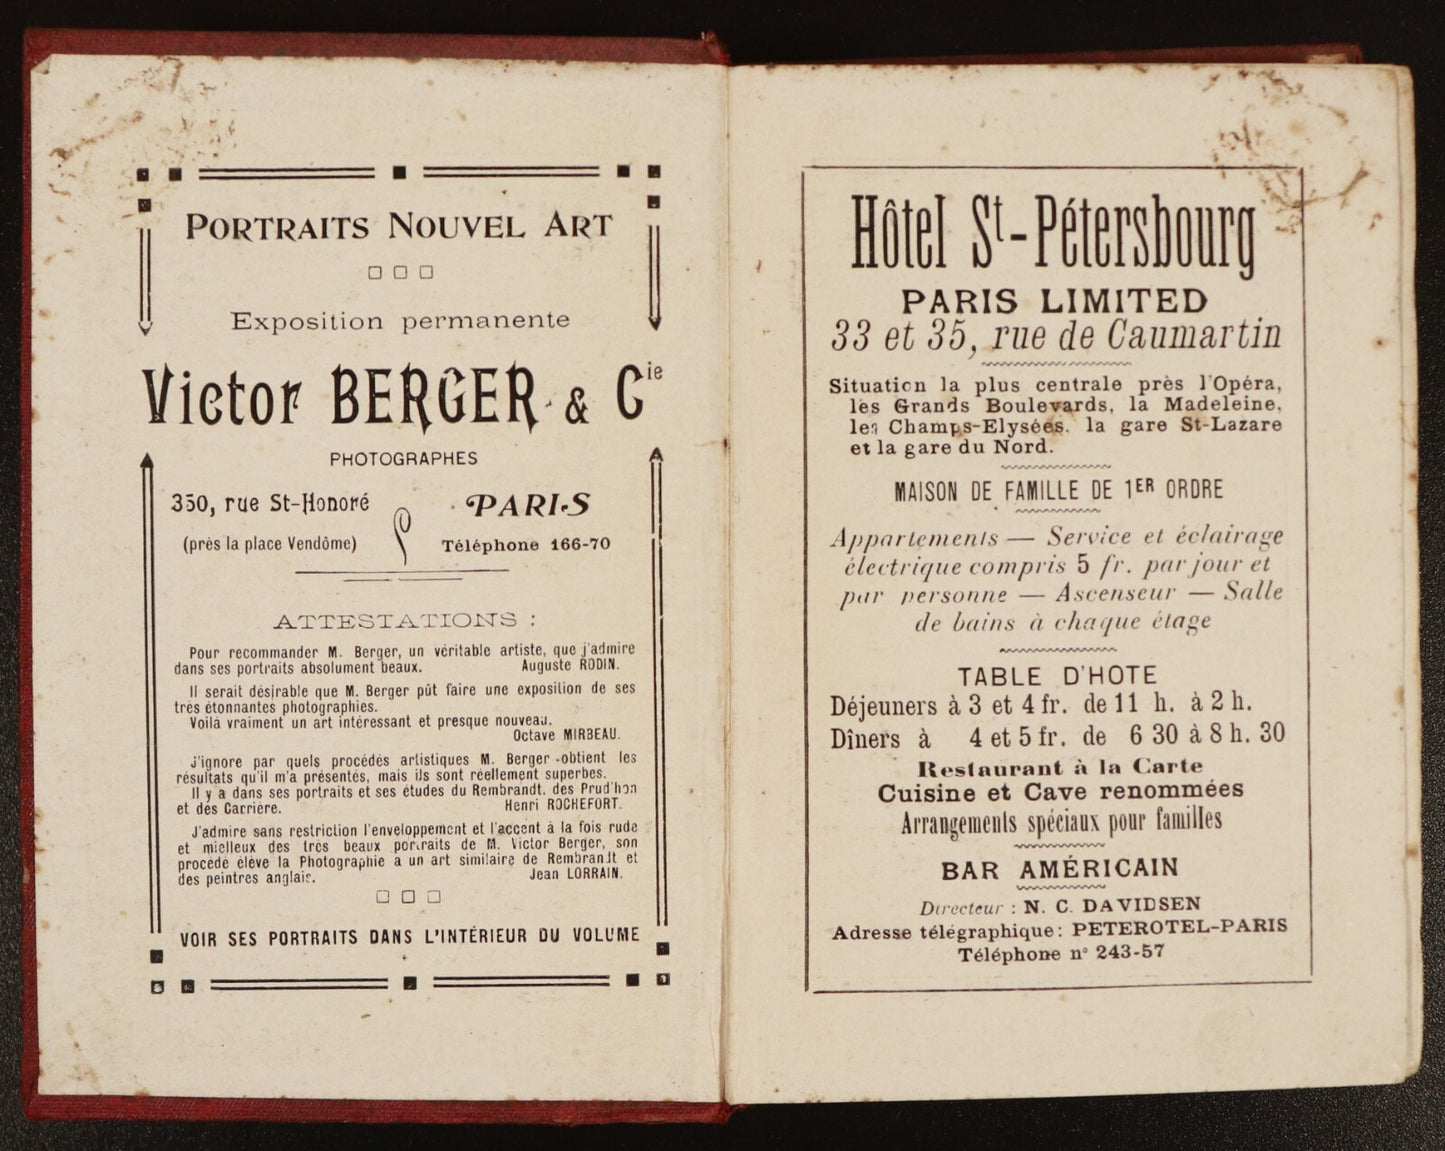 PORTRAITS NOUVEL ART
Exposition permanente
Victor BERGER & Cie
PHOTOGRAPHES
350, rue St-Honoré
(près la place Vendôme)
PARIS
Téléphone 166-70
ATTESTATIONS :
Pour recommander M. Berger, un véritable artiste, que j'admire
dans ses portraits absolument beaux. Auguste RODIN.
Il serait désirable que M. Berger pût faire une exposition de ses
très étonnantes photographies.
Voilà vraiment un art intéressant et presque nouveau.
Octave MIRBEAU.
J'ignore par quels procédés artistiques M. Berger obtient les
résultats qu'il m'a présentés, mais ils sont réellement superbes.
Il y a dans ses portraits et ses études du Rembrandt, des Prud'hon
et des Carrière. Henri ROCHEFORT.
J'admire sans restriction l'enveloppement et l'accent à la fois rude
et mielleux des très beaux portraits de M. Victor Berger, son
procédé élève la Photographie a un art similaire de Rembrandt et
des peintres anglais. Jean LORRAIN.
VOIR SES PORTRAITS DANS L'INTÉRIEUR DU VOLUME
Hôtel St-Pétersbourg
PARIS LIMITED
33 et 35, rue de Caumartin
Situation la plus centrale près l'Opéra,
les Grands Boulevards, la Madeleine,
les Champs-Elysées, la gare St-Lazare
et la gare du Nord.
MAISON DE FAMILLE DE 1ER ORDRE
Appartements — Service et éclairage
électrique compris 5 fr. par jour et
par personne — Ascenseur — Salle
de bains à chaque étage
TABLE D'HOTE
Déjeuners à 3 et 4 fr. de 11 h. à 2 h.
Dîners à 4 et 5 fr. de 6 30 à 8 h. 30
Restaurant à la Carte
Cuisine et Cave renommées
Arrangements spéciaux pour familles
BAR AMÉRICAIN
Directeur : N. C. DAVIDSEN
Adresse télégraphique: PETEROTEL-PARIS
Téléphone n° 243-57